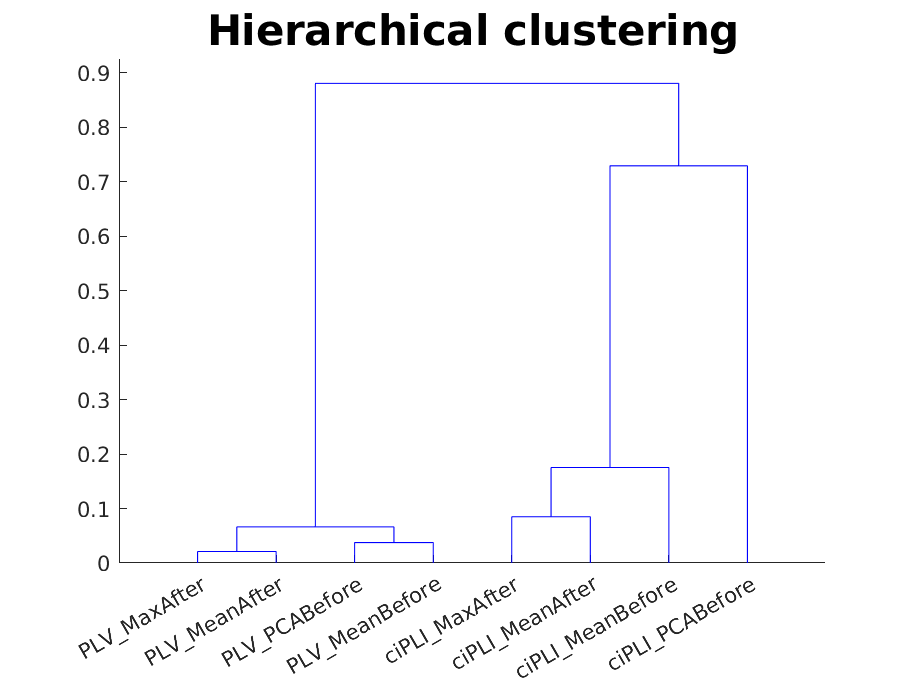 Hierarchical clustering
0.9
0.8
0.7
0.6
0.5
0.4
0.3
0.2
0.1
0
PLV_MaxAfter
PLV_MeanAfter
PLV_PCABefore
PLV_MeanBefore
ciPLI_MaxAfter
ciPLI_MeanAfter
ciPLI_MeanBefore
ciPLI_PCABefore